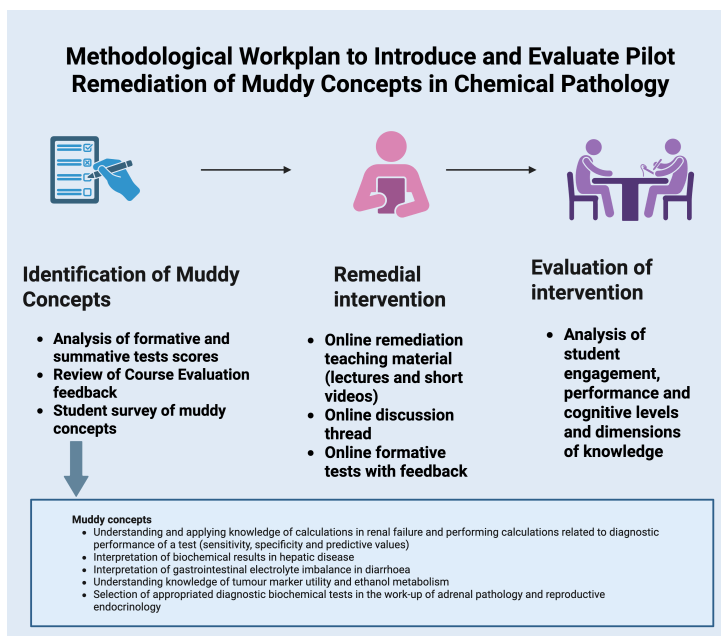 Methodological Workplan to Introduce and Evaluate Pilot
Remediation of Muddy Concepts in Chemical Pathology
Identification of Muddy
Concepts
• Analysis of formative and
summative tests scores
• Review of Course Evaluation
feedback
• Student survey of muddy
concepts
Remedial
intervention
• Online remediation
teaching material
(lectures and short
videos)
• Online discussion
thread
• Online formative
tests with feedback
Evaluation of
intervention
• Analysis of
student
engagement,
performance and
cognitive levels
and dimensions
of knowledge
Muddy concepts
• Understanding and applying knowledge of calculations in renal failure and performing calculations related to diagnostic
performance of a test (sensitivity, specificity and predictive values)
• Interpretation of biochemical results in hepatic disease
• Interpretation of gastrointestinal electrolyte imbalance in diarrhoea
• Understanding knowledge of tumour marker utility and ethanol metabolism
• Selection of appropriated diagnostic biochemical tests in the work-up of adrenal pathology and reproductive
endocrinology